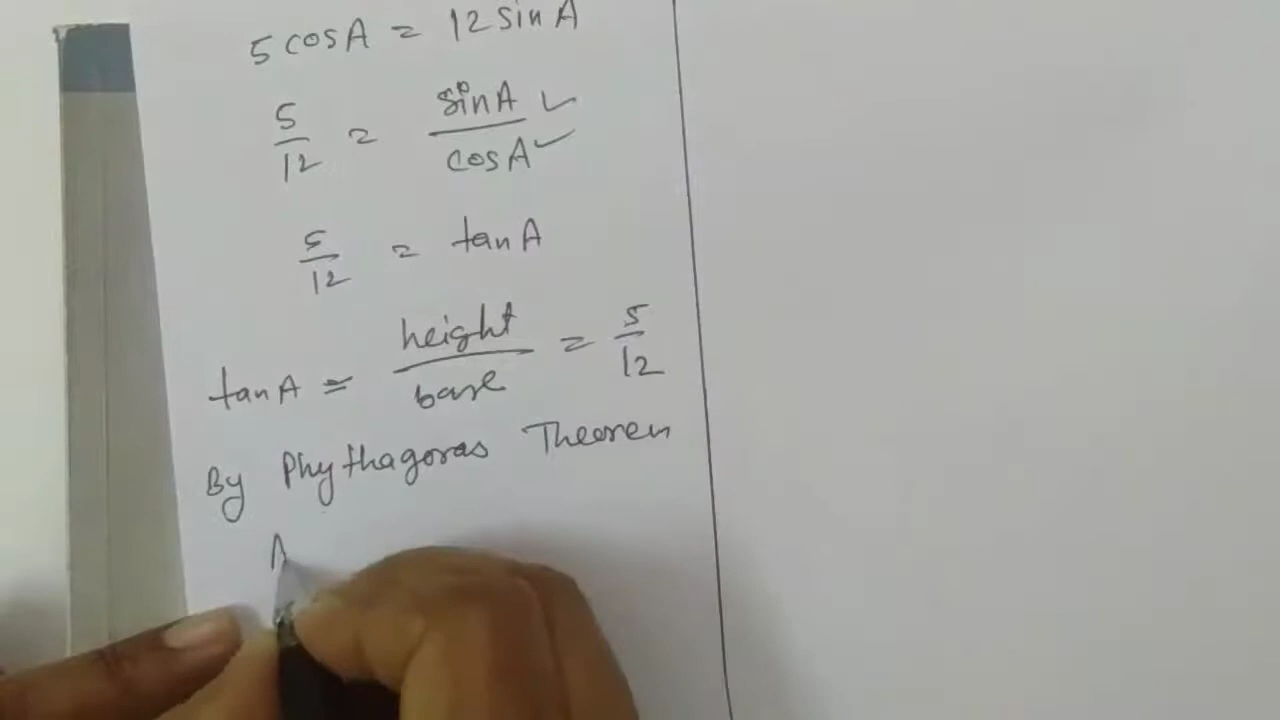 5 cosA = 12 sinA
5/12 = sinA/cosA
5/12 = tanA
tanA = height/base = 5/12
By Phythagoras Theorem
A